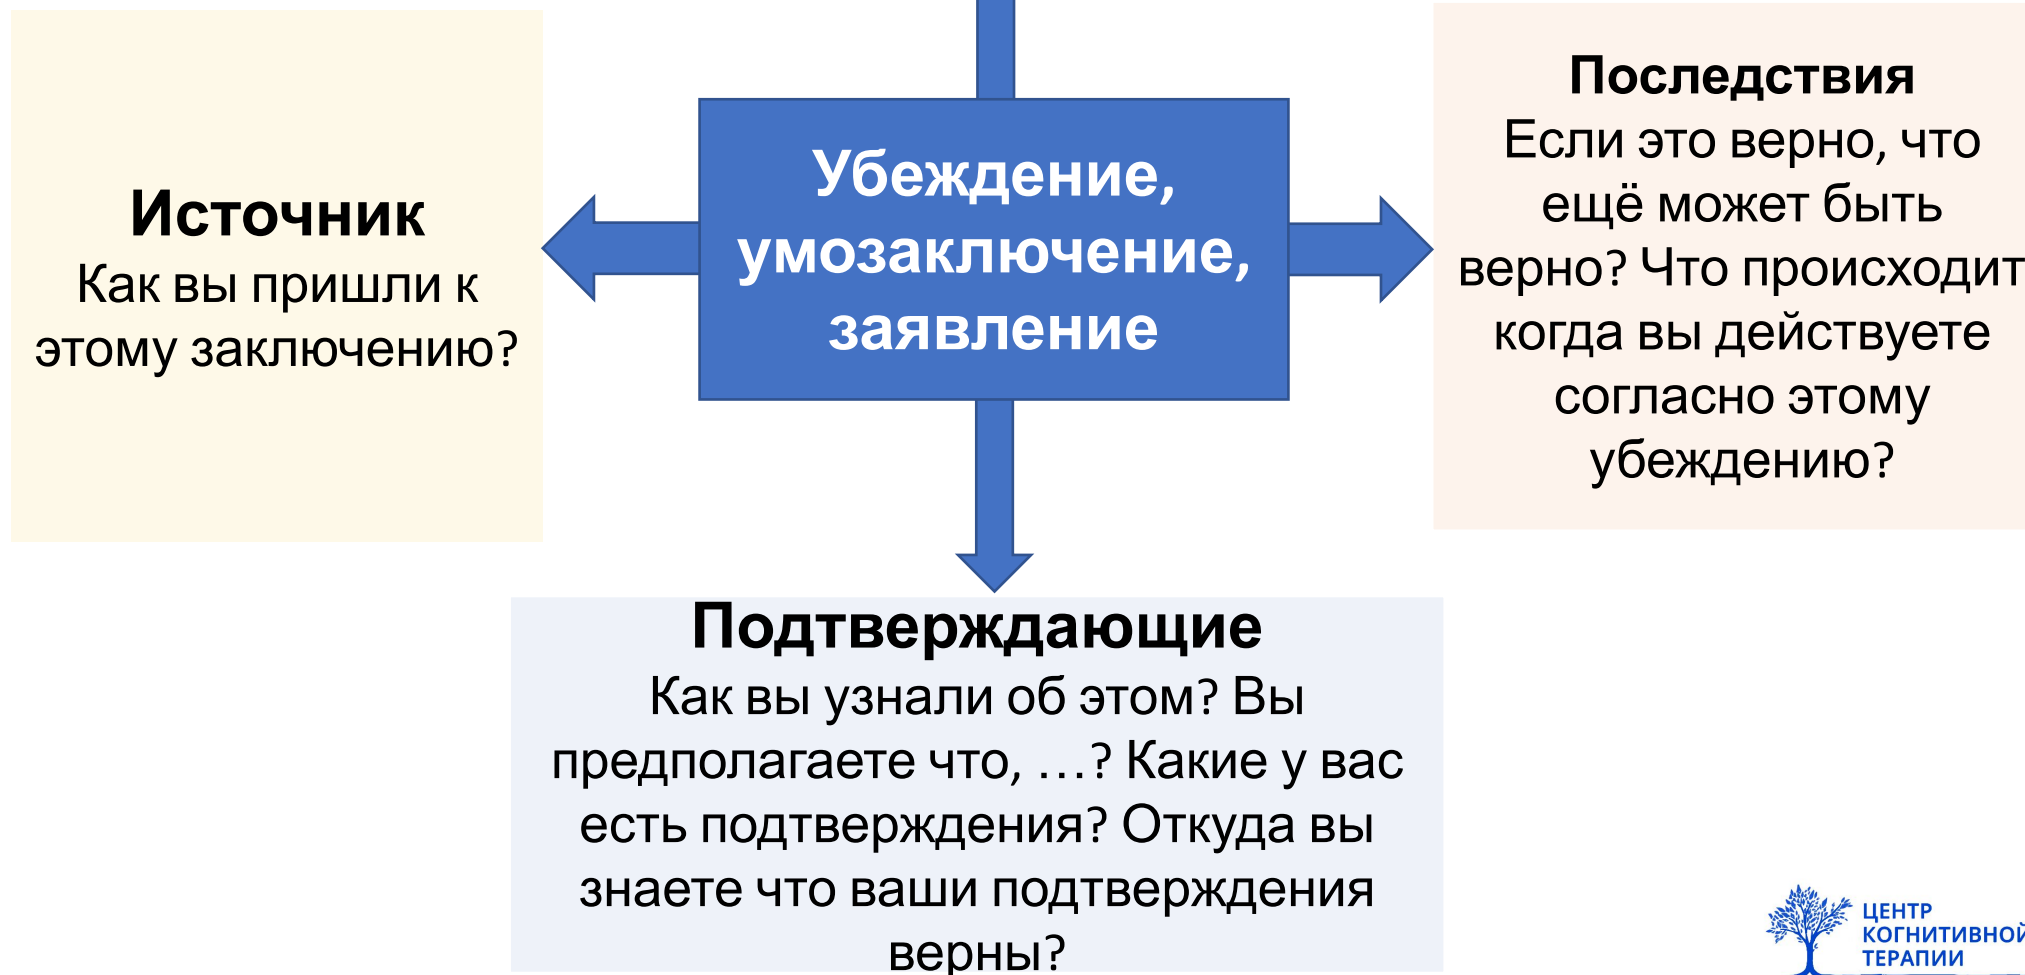 Источник
Как вы пришли к
этому заключению?
Убеждение,
умозаключение,
заявление
Последствия
Если это верно, что
ещё может быть
верно? Что происходит
когда вы действуете
согласно этому
убеждению?
Подтверждающие
Как вы узнали об этом? Вы
предполагаете что, …? Какие у вас
есть подтверждения? Откуда вы
знаете что ваши подтверждения
верны?
ЦЕНТР
КОГНИТИВНОЙ
ТЕРАПИИ